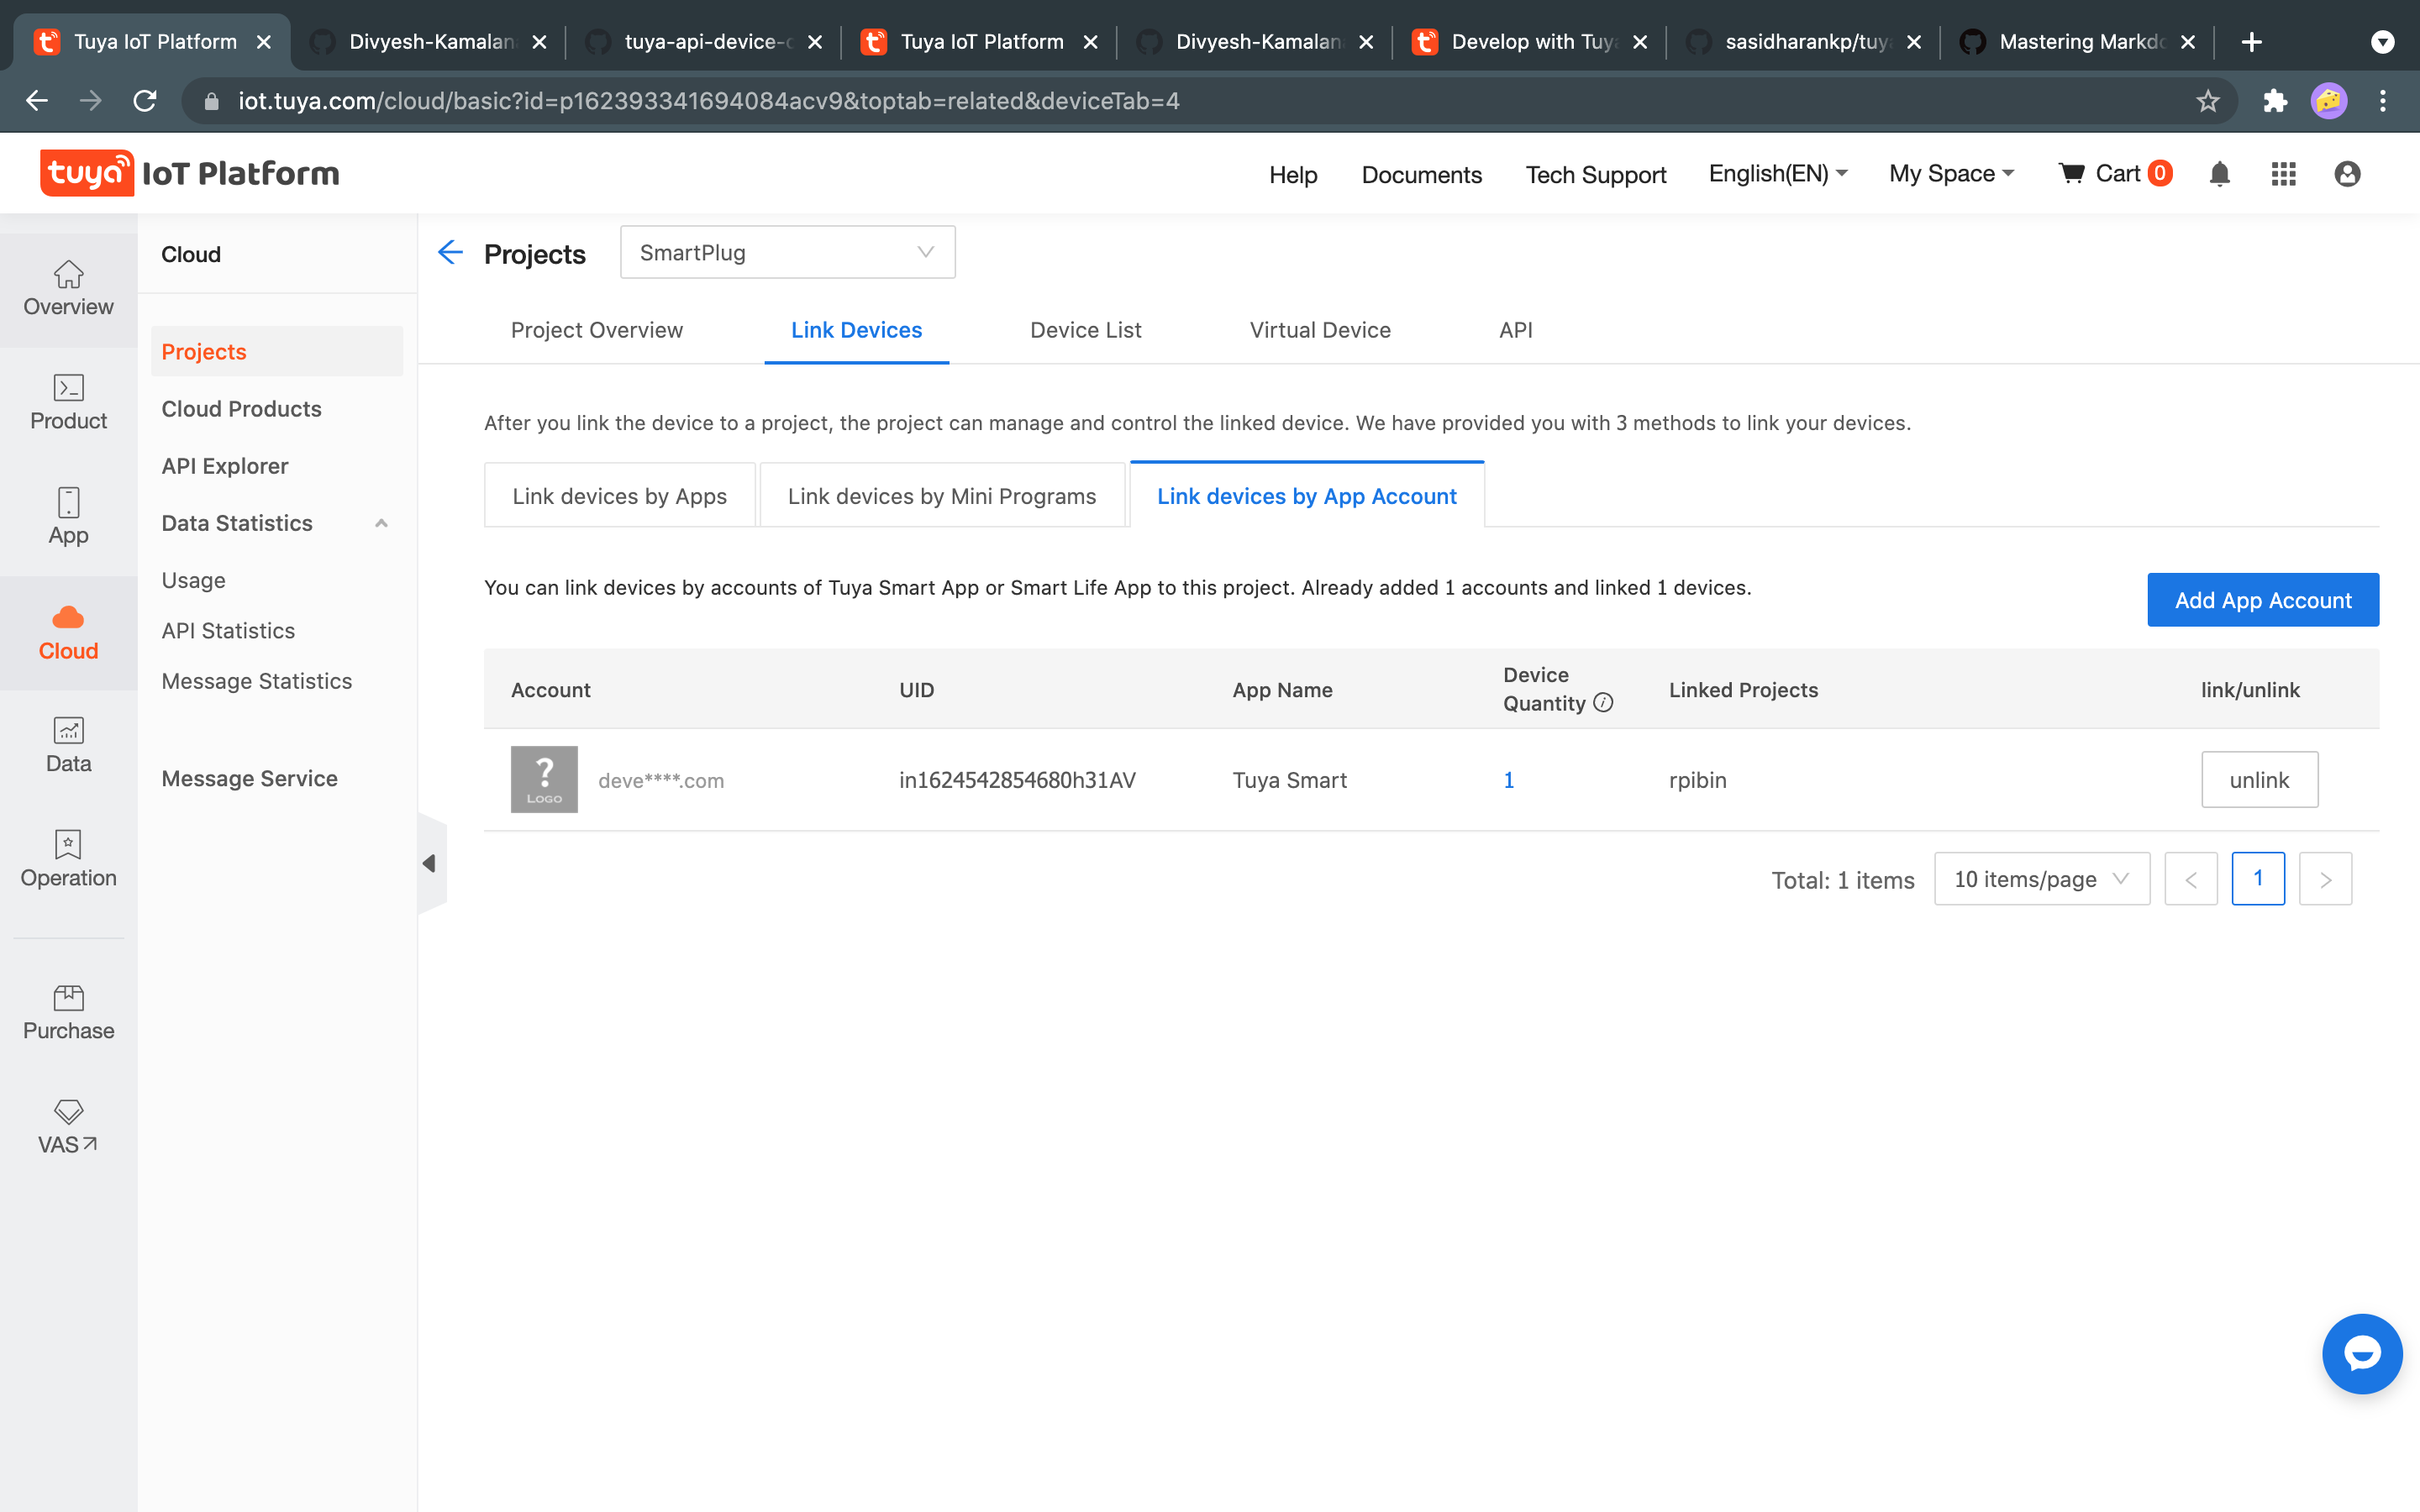 Tuya IoT Platform
Divyesh-Kamalan
tuya-api-device-c
Tuya IoT Platform
Divyesh-Kamalan
Develop with Tuya
sasidharankp/tuya
Mastering Markdo
iot.tuya.com/cloud/basic?id=p162393341694084acv9&toptab=related&deviceTab=4
tuya IoT Platform
Help
Documents
Tech Support
English(EN)
My Space
Cart 0
Overview
Product
App
Cloud
Data
Operation
Purchase
VAS
Cloud
Projects
Cloud Products
API Explorer
Data Statistics
Usage
API Statistics
Message Statistics
Message Service
Projects
SmartPlug
Project Overview
Link Devices
Device List
Virtual Device
API
After you link the device to a project, the project can manage and control the linked device. We have provided you with 3 methods to link your devices.
Link devices by Apps
Link devices by Mini Programs
Link devices by App Account
You can link devices by accounts of Tuya Smart App or Smart Life App to this project. Already added 1 accounts and linked 1 devices.
Add App Account
Account
UID
App Name
Device
Quantity
Linked Projects
link/unlink
?
LOGO
deve****.com
in1624542854680h31AV
Tuya Smart
1
rpibin
unlink
Total: 1 items
10 items/page
<
1
>